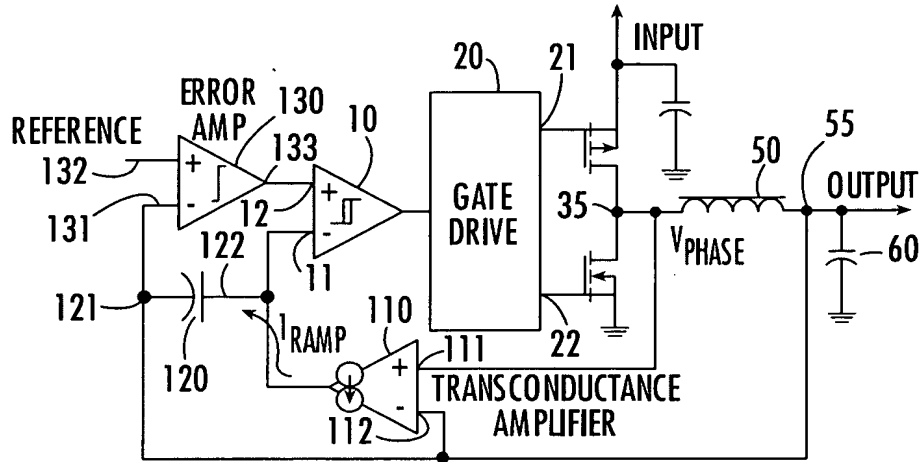 INPUT
20
21
ERROR
AMP
130
REFERENCE
132
133
10
+
-
12
+
-
11
131
GATE
DRIVE
35
50
55
OUTPUT
V PHASE
60
121
122
120
I RAMP
110
111
22
+
-
112
TRANSCONDUCTANCE
AMPLIFIER